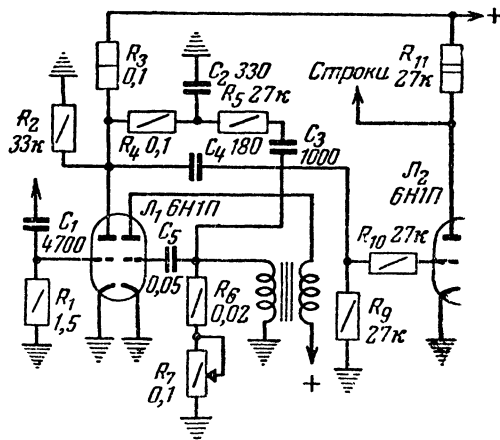 +
R3
0,1
R11
27к
C2 330
R5 27к
Строки
R2
33к
R4 0,1
C4 180
C3
1000
Л2
6Н1П
Л1 6Н1П
C1
4700
C5
R10 27к
0,05
R6
0,02
R1
1,5
R9
27к
R7
0,1
+